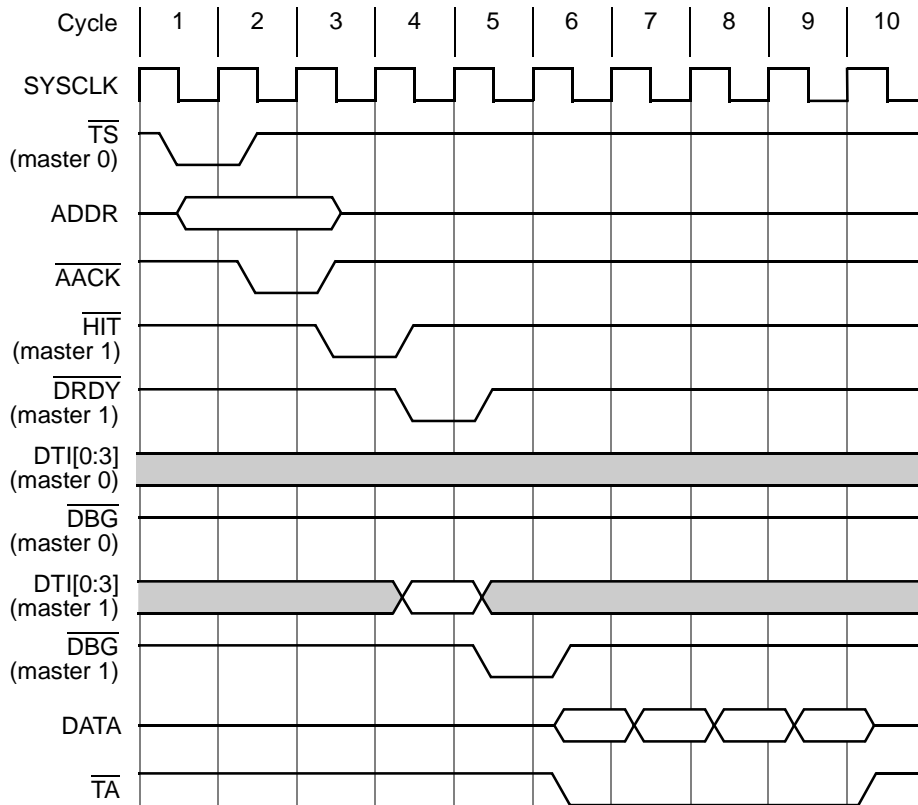 Cycle 1 2 3 4 5 6 7 8 9 10
SYSCLK
TS
(master 0)
ADDR
AACK
HIT
(master 1)
DRDY
(master 1)
DTI[0:3]
(master 0)
DBG
(master 0)
DTI[0:3]
(master 1)
DBG
(master 1)
DATA
TA